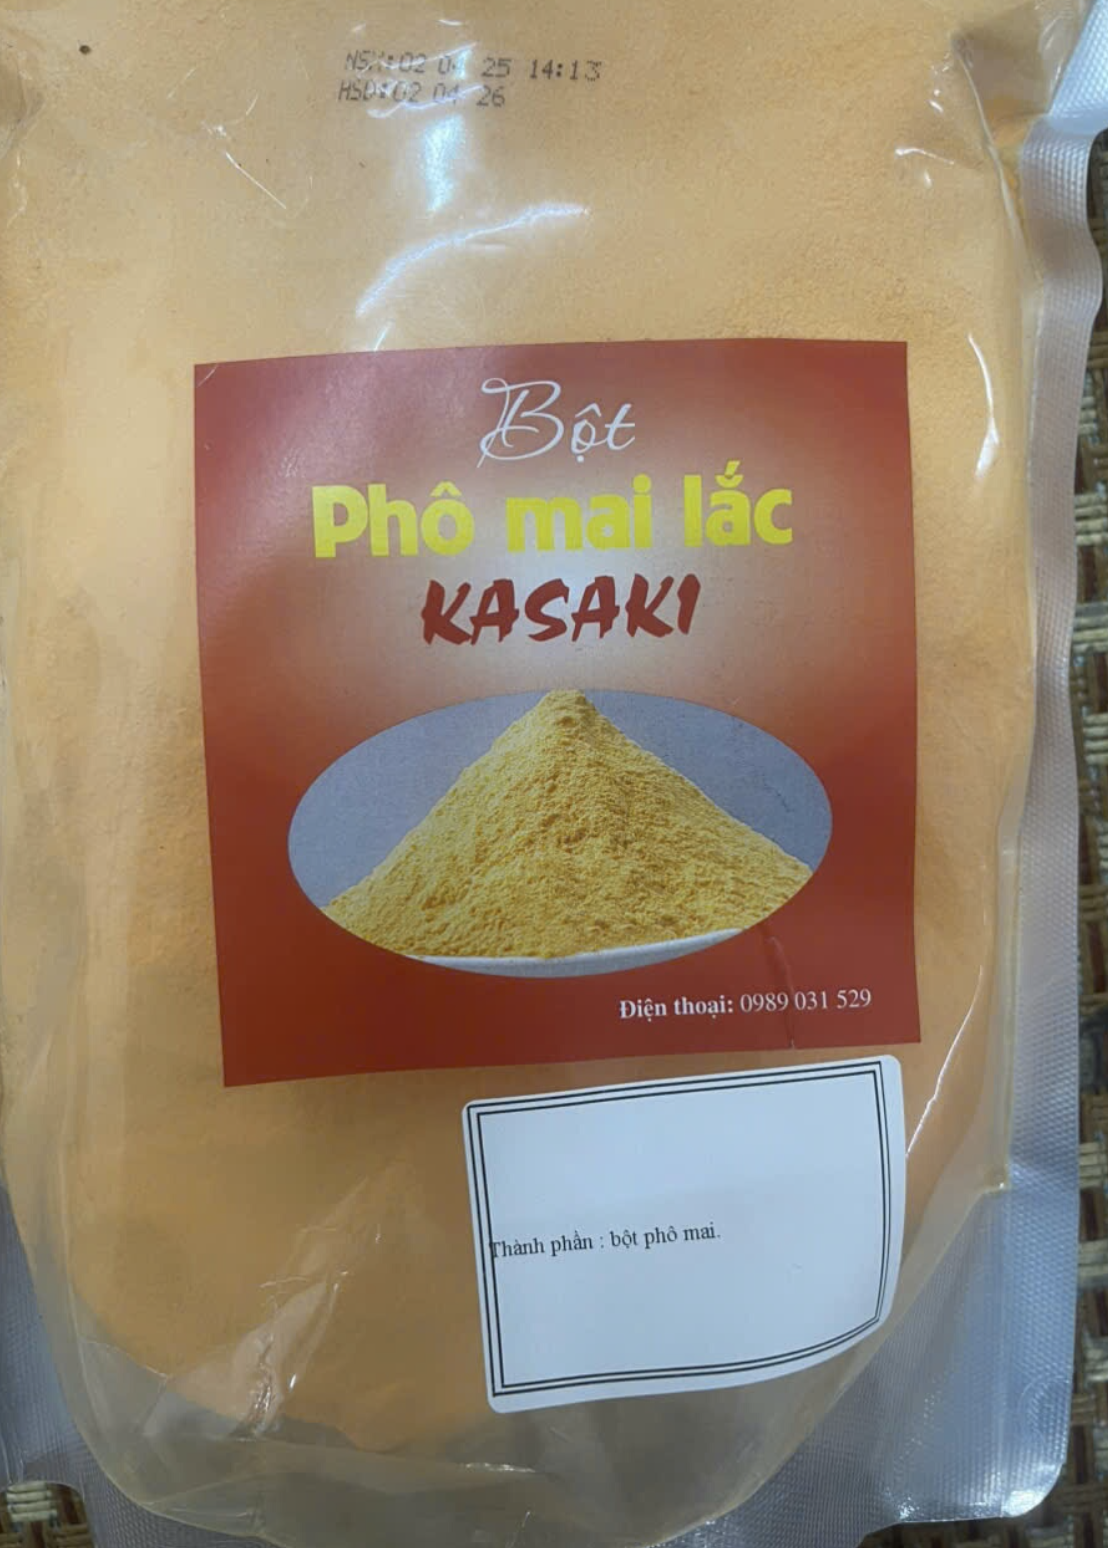 NSX:02 04 25 14:13
HSD:02 04 26
Bột
Phô mai lắc
KASAKI
Điện thoại: 0989 031 529
Thành phần : bột phô mai.